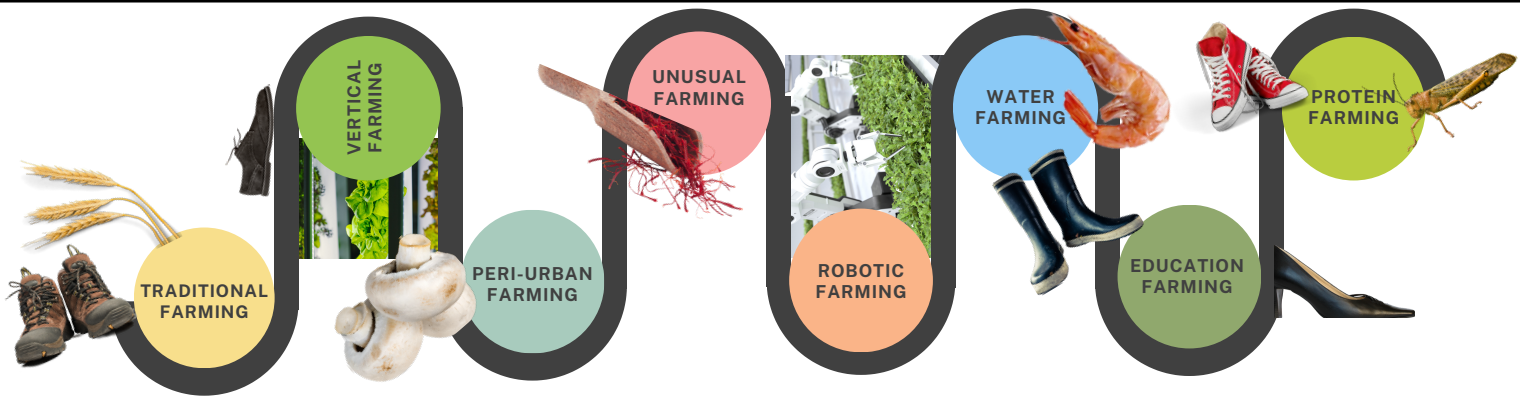 TRADITIONAL
FARMING
VERTICAL
FARMING
PERI-URBAN
FARMING
UNUSUAL
FARMING
ROBOTIC
FARMING
WATER
FARMING
EDUCATION
FARMING
PROTEIN
FARMING